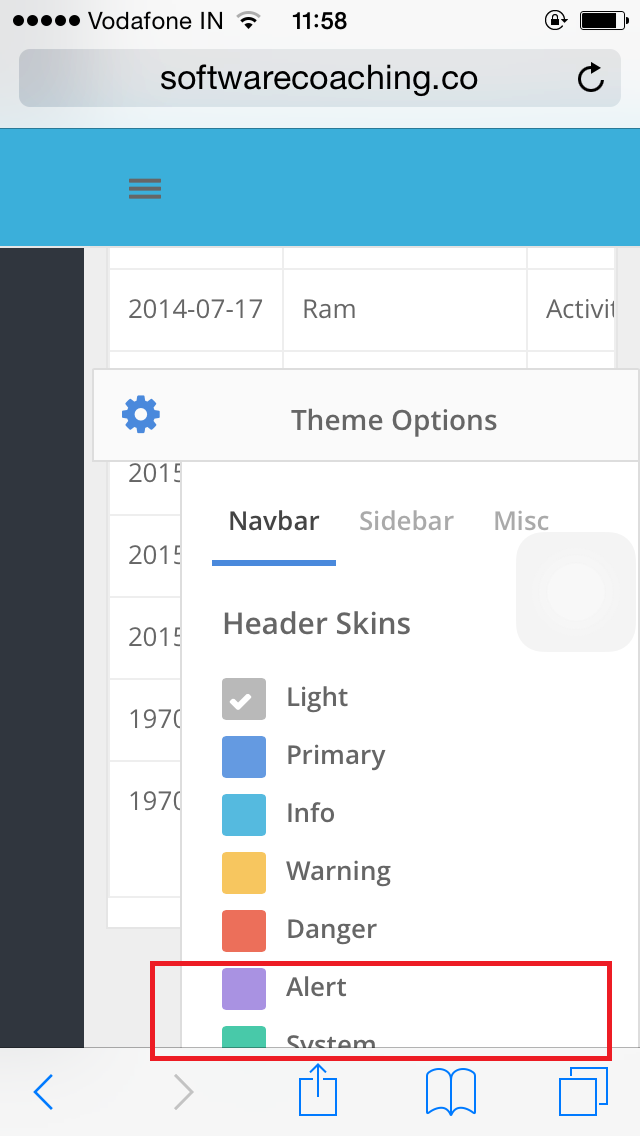 Vodafone IN 11:58
softwarecoaching.co
2014-07-17 Ram Activit
Theme Options
2015
Navbar Sidebar Misc
2015
Header Skins
2015
Light
1970
Primary
1970
Info
Warning
Danger
Alert
System